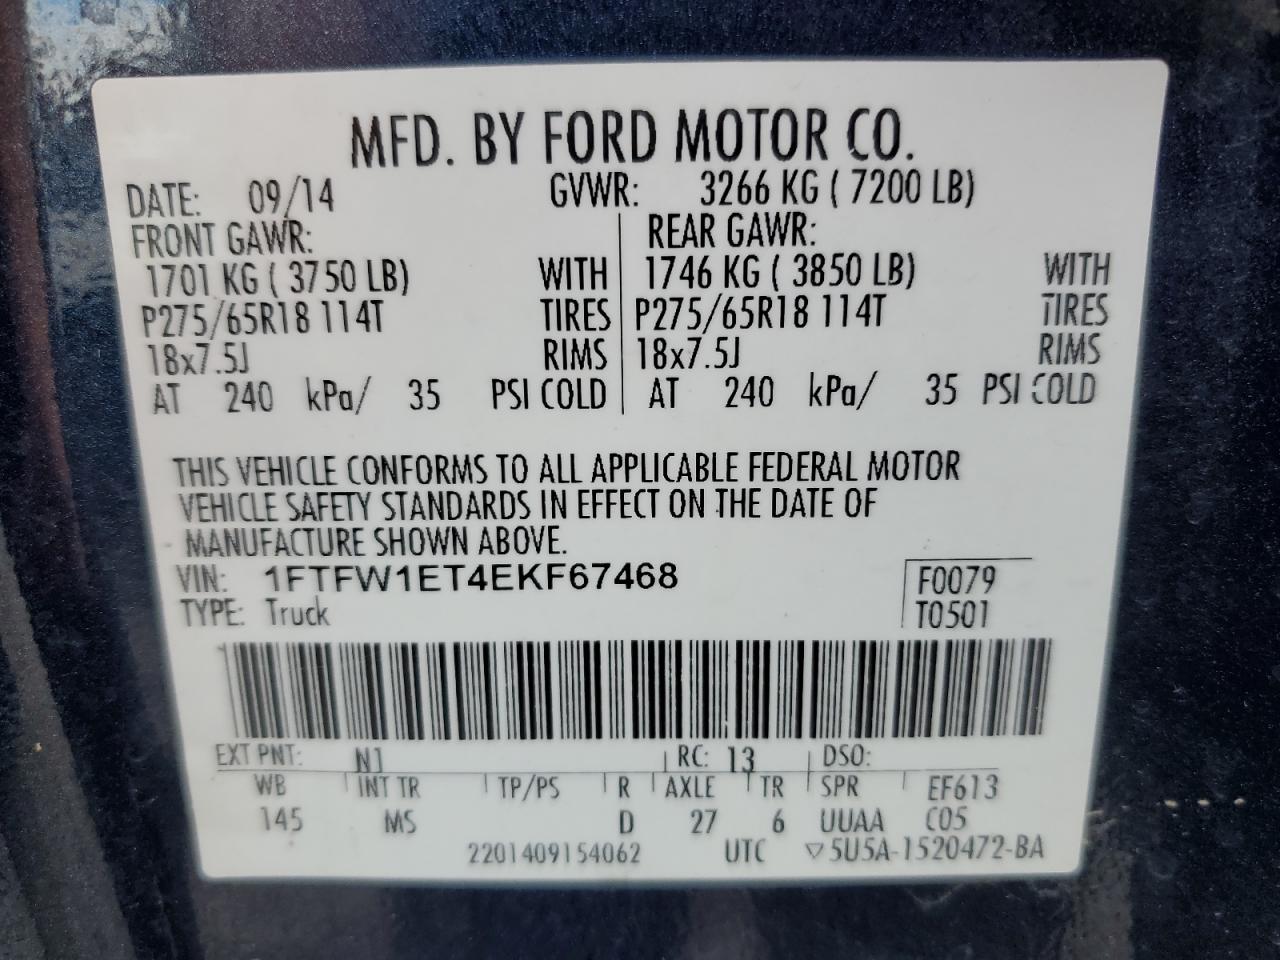 MFD. BY FORD MOTOR CO.
DATE: 09/14 GVWR: 3266 KG ( 7200 LB)
FRONT GAWR: REAR GAWR:
1701 KG ( 3750 LB) WITH 1746 KG ( 3850 LB) WITH
P275/65R18 114T TIRES P275/65R18 114T TIRES
18x7.5J RIMS 18x7.5J RIMS
AT 240 kPa/ 35 PSI COLD AT 240 kPa/ 35 PSI COLD
THIS VEHICLE CONFORMS TO ALL APPLICABLE FEDERAL MOTOR
VEHICLE SAFETY STANDARDS IN EFFECT ON THE DATE OF
MANUFACTURE SHOWN ABOVE.
VIN: 1FTFW1ET4EKF67468 F0079
TYPE: Truck T0501
EXT PNT: N1 RC: 13 DSO:
WB INT TR TP/PS R AXLE TR SPR EF613
145 MS D 27 6 UUAA C05
2201409154062 UTC ▽5U5A-1520472-BA